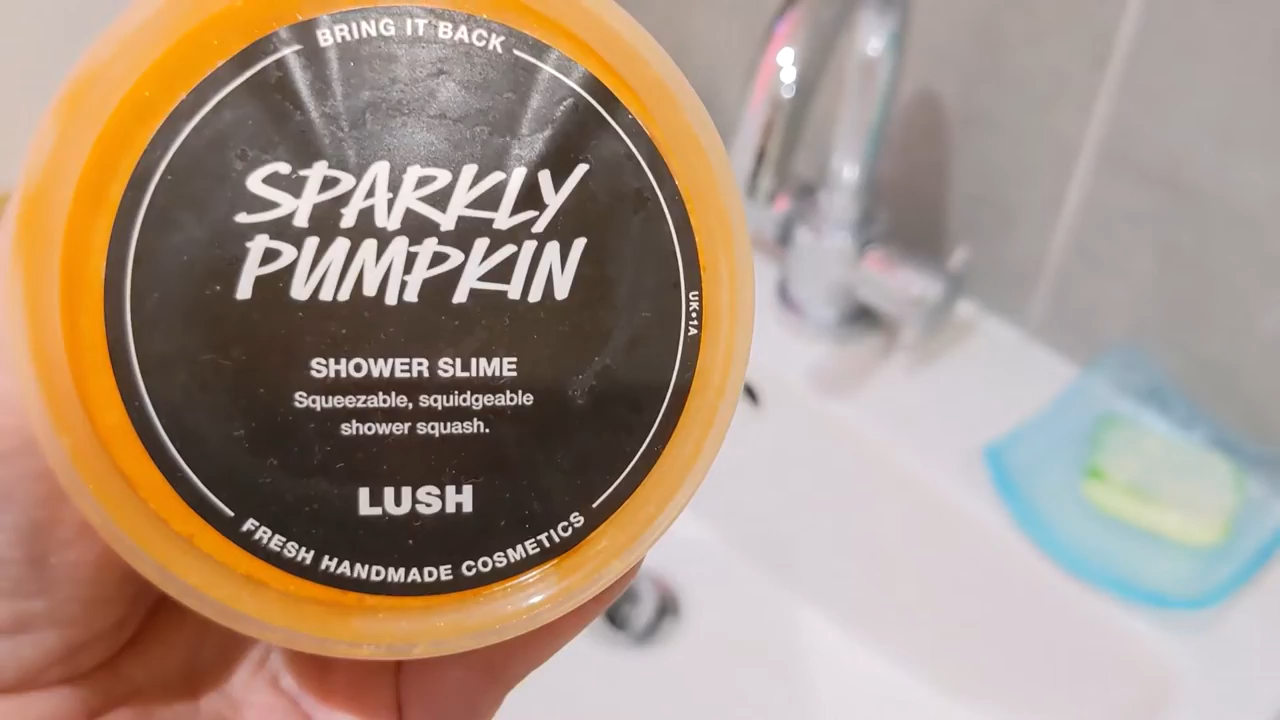 BRING IT BACK
SPARKLY
PUMPKIN
UK•1A
SHOWER SLIME
Squeezable, squidgeable
shower squash.
LUSH
FRESH HANDMADE COSMETICS